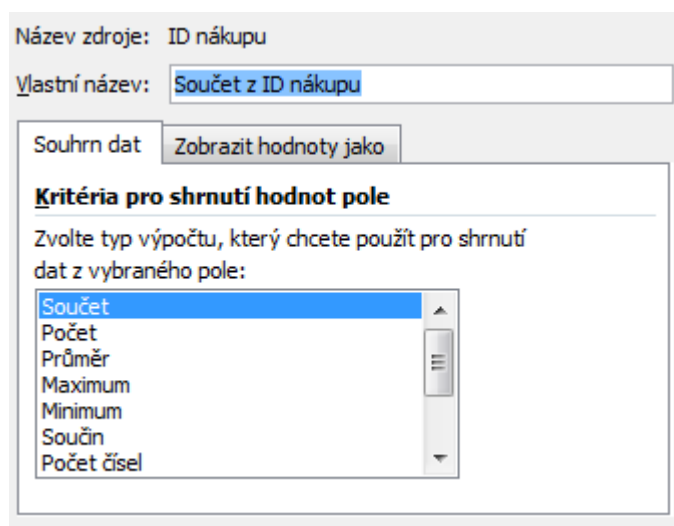 Název zdroje: ID nákupu
Vlastní název: Součet z ID nákupu
Souhrn dat Zobrazit hodnoty jako
Kritéria pro shrnutí hodnot pole
Zvolte typ výpočtu, který chcete použít pro shrnutí
dat z vybraného pole:
Součet
Počet
Průměr
Maximum
Minimum
Součin
Počet čísel